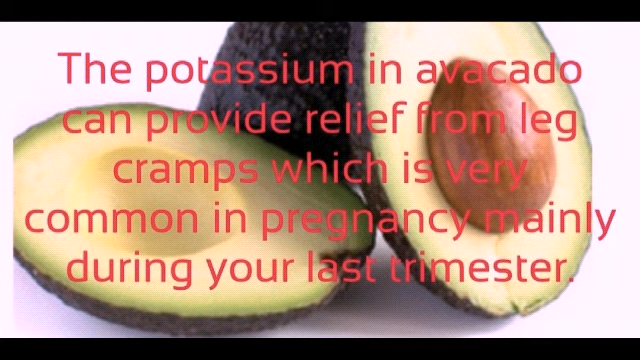 The potassium in avacado
can provide relief from leg
cramps which is very
common in pregnancy mainly
during your last trimester.